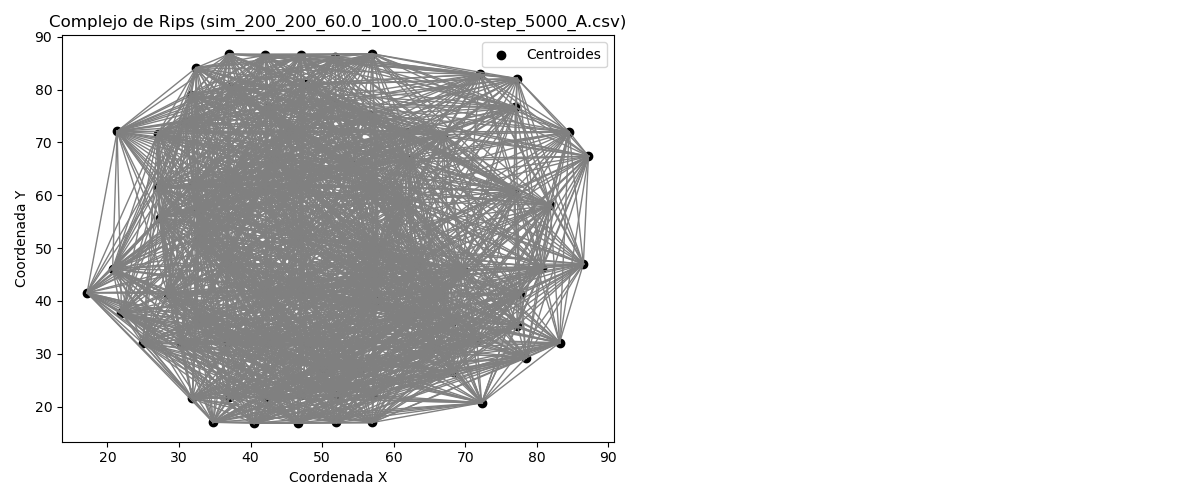 Complejo de Rips (sim_200_200_60.0_100.0_100.0-step_5000_A.csv)
Centroides
90
80
70
60
50
40
30
20
Coordenada Y
20 30 40 50 60 70 80 90
Coordenada X